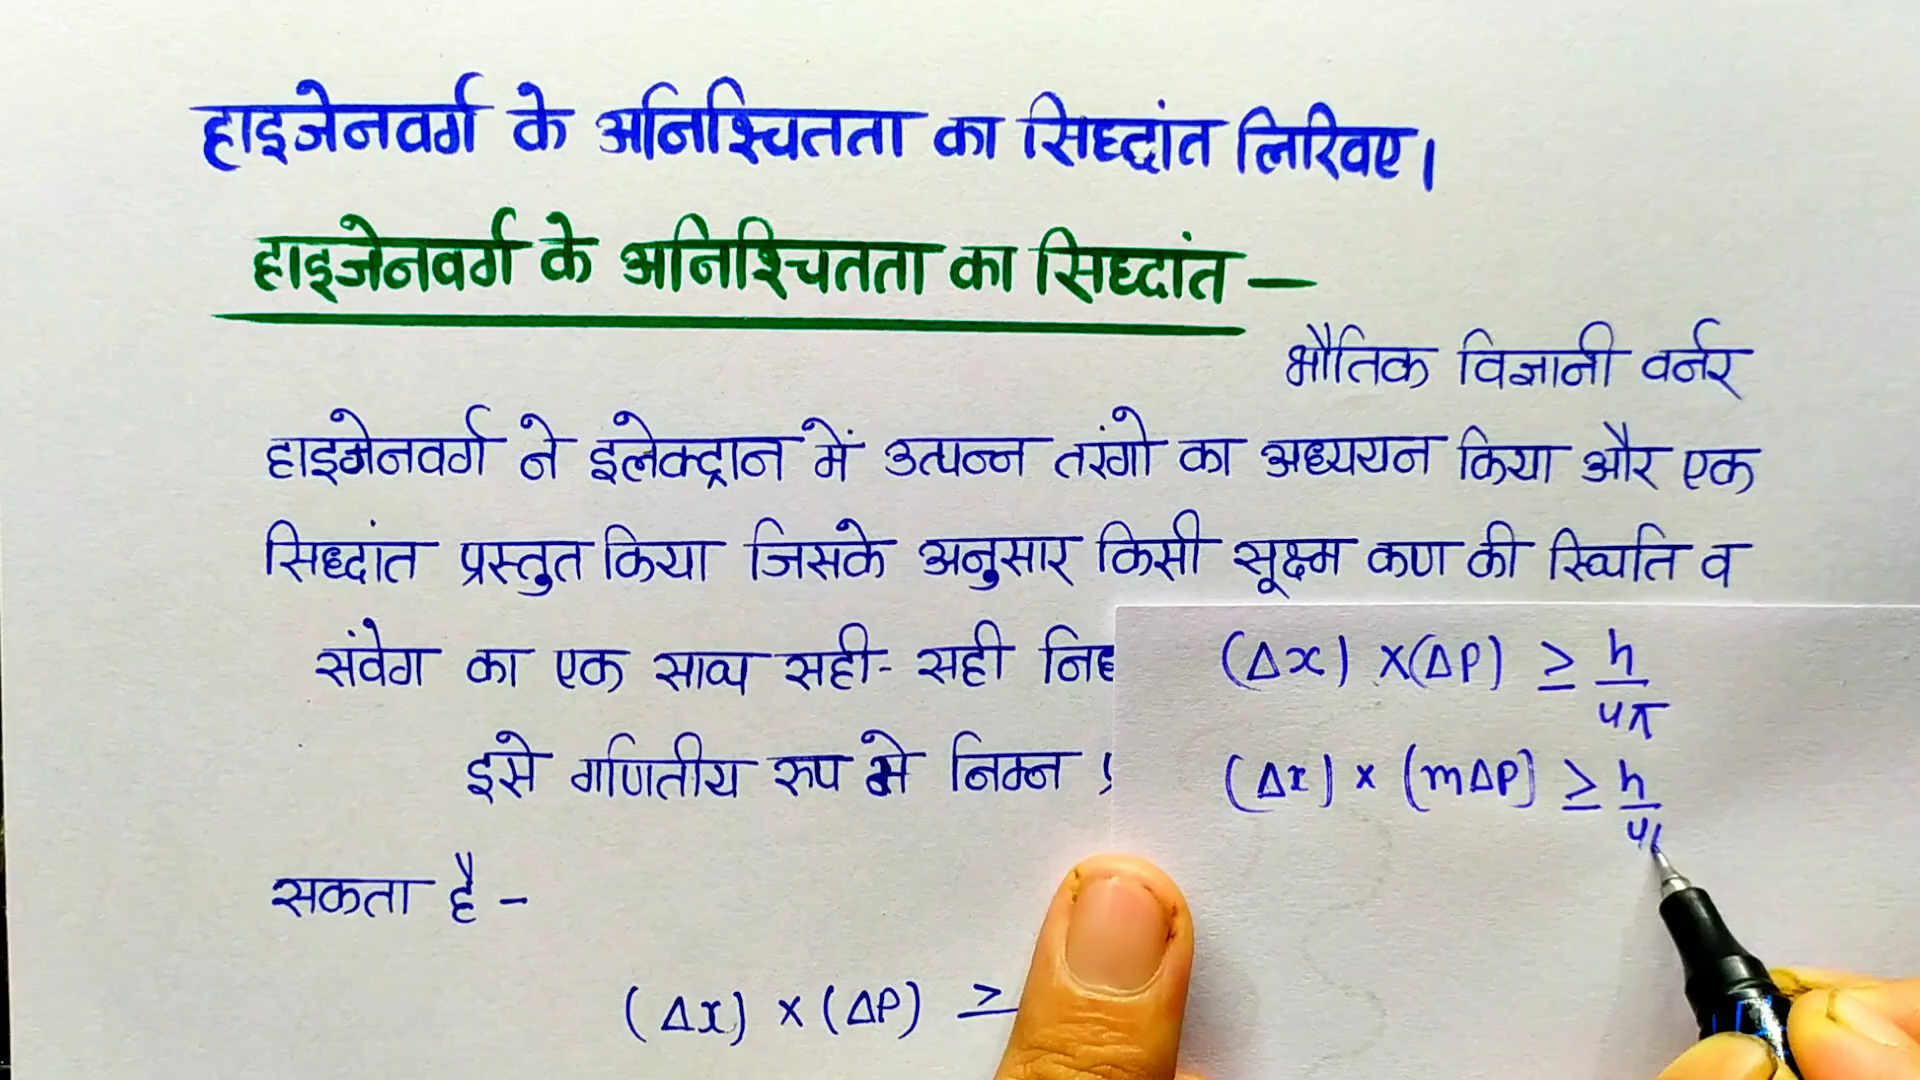 हाइजेनवर्ग के अनिश्चितता का सिद्धांत लिखिए।
हाइजेनवर्ग के अनिश्चितता का सिद्धांत —
भौतिक विज्ञानी वर्नर
हाइजेनवर्ग ने इलेक्ट्रान में उत्पन्न तरंगो का अध्ययन किया और एक
सिद्धांत प्रस्तुत किया जिसके अनुसार किसी सूक्ष्म कण की स्थिति व
संवेग का एक साथ सही-सही
इसे गणितीय रुप मे निम्न
सकता है -
(Δx) × (ΔP) ≥
(Δx) ×(ΔP) ≥ h/4π
(Δx) × (mΔP) ≥ h/4